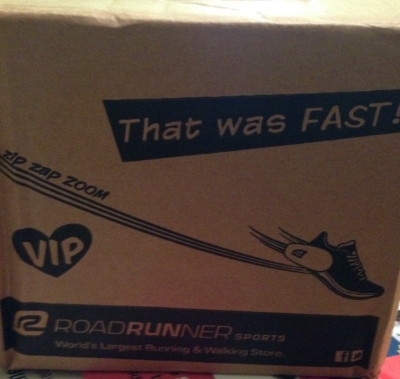 That was FAST!
zip zap zoom
VIP
ROADRUNNER SPORTS
World's Largest Running & Walking Store.